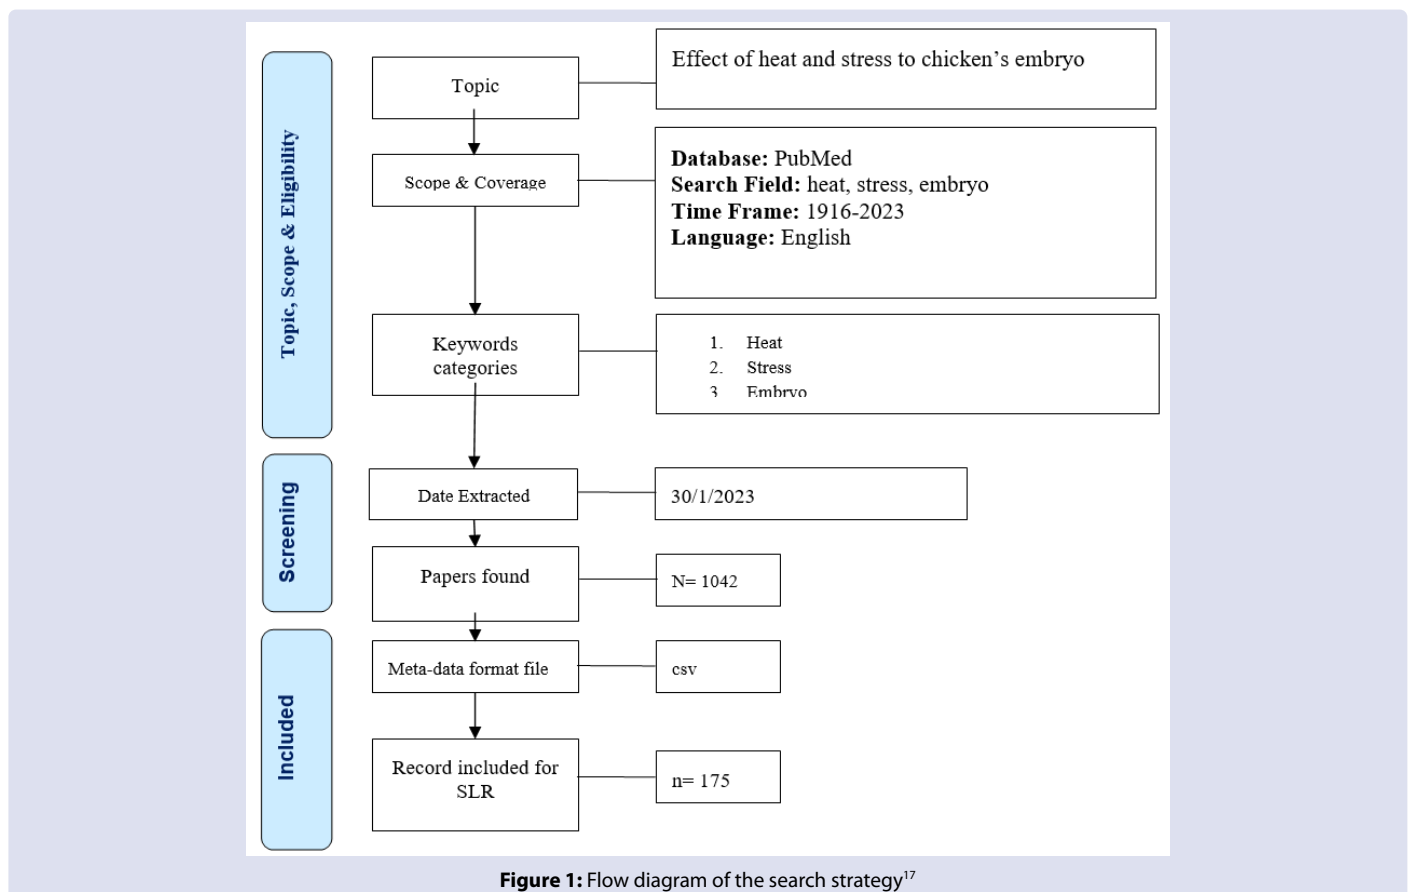 Topic, Scope & Eligibility
Topic
Effect of heat and stress to chicken’s embryo
Scope & Coverage
Database: PubMed
Search Field: heat, stress, embryo
Time Frame: 1916-2023
Language: English
Keywords
categories
1. Heat
2. Stress
3 Embryo
Screening
Date Extracted
30/1/2023
Papers found
N= 1042
Included
Meta-data format file
csv
Record included for
SLR
n= 175
Figure 1: Flow diagram of the search strategy17